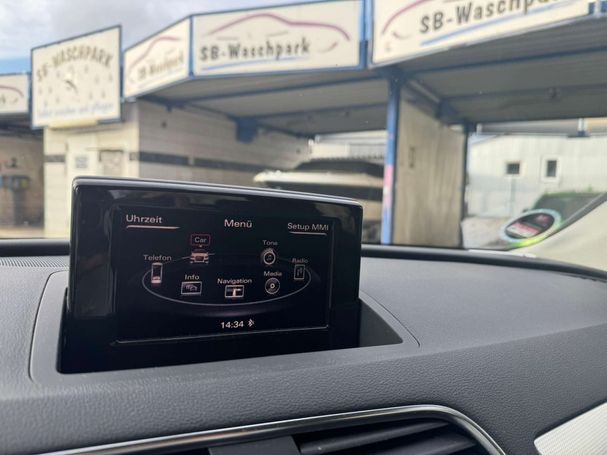 SB-WASCHPARK
SB-Waschpark
SB-Waschpark
SB-Waschpark
Uhrzeit
Menü
Setup MMI
Car
Telefon
Tone
Radio
Info
Navigation
Media
14:34